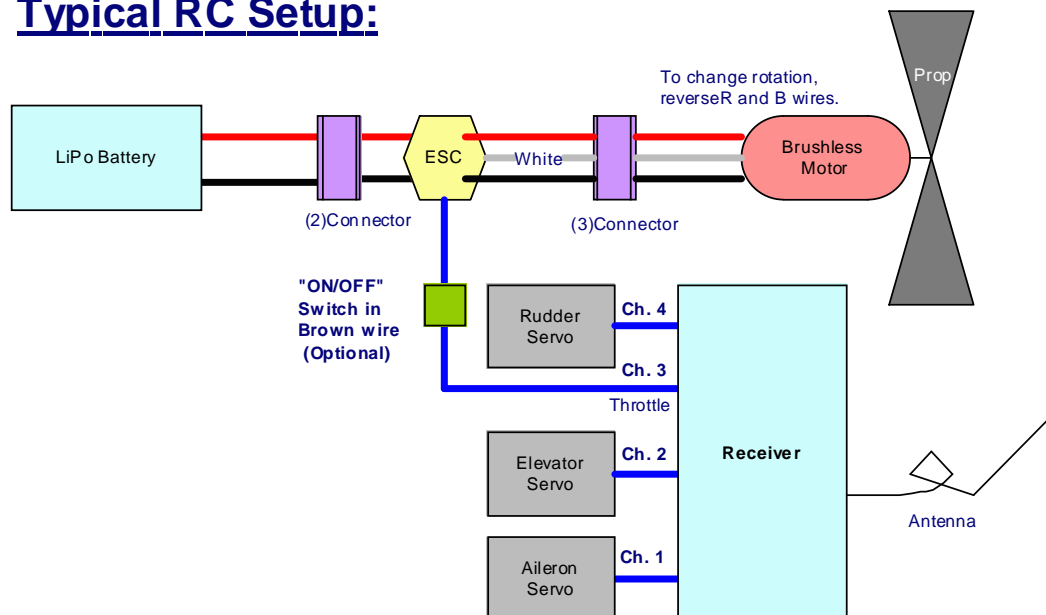 Typical RC Setup:
Prop
To change rotation,
reverseR and B wires.
LiPo Battery
ESC
White
Brushless
Motor
(2)Connector
(3)Connector
"ON/OFF"
Switch in
Brown wire
(Optional)
Rudder
Servo
Ch. 4
Ch. 3
Throttle
Elevator
Servo
Ch. 2
Receiver
Antenna
Aileron
Servo
Ch. 1